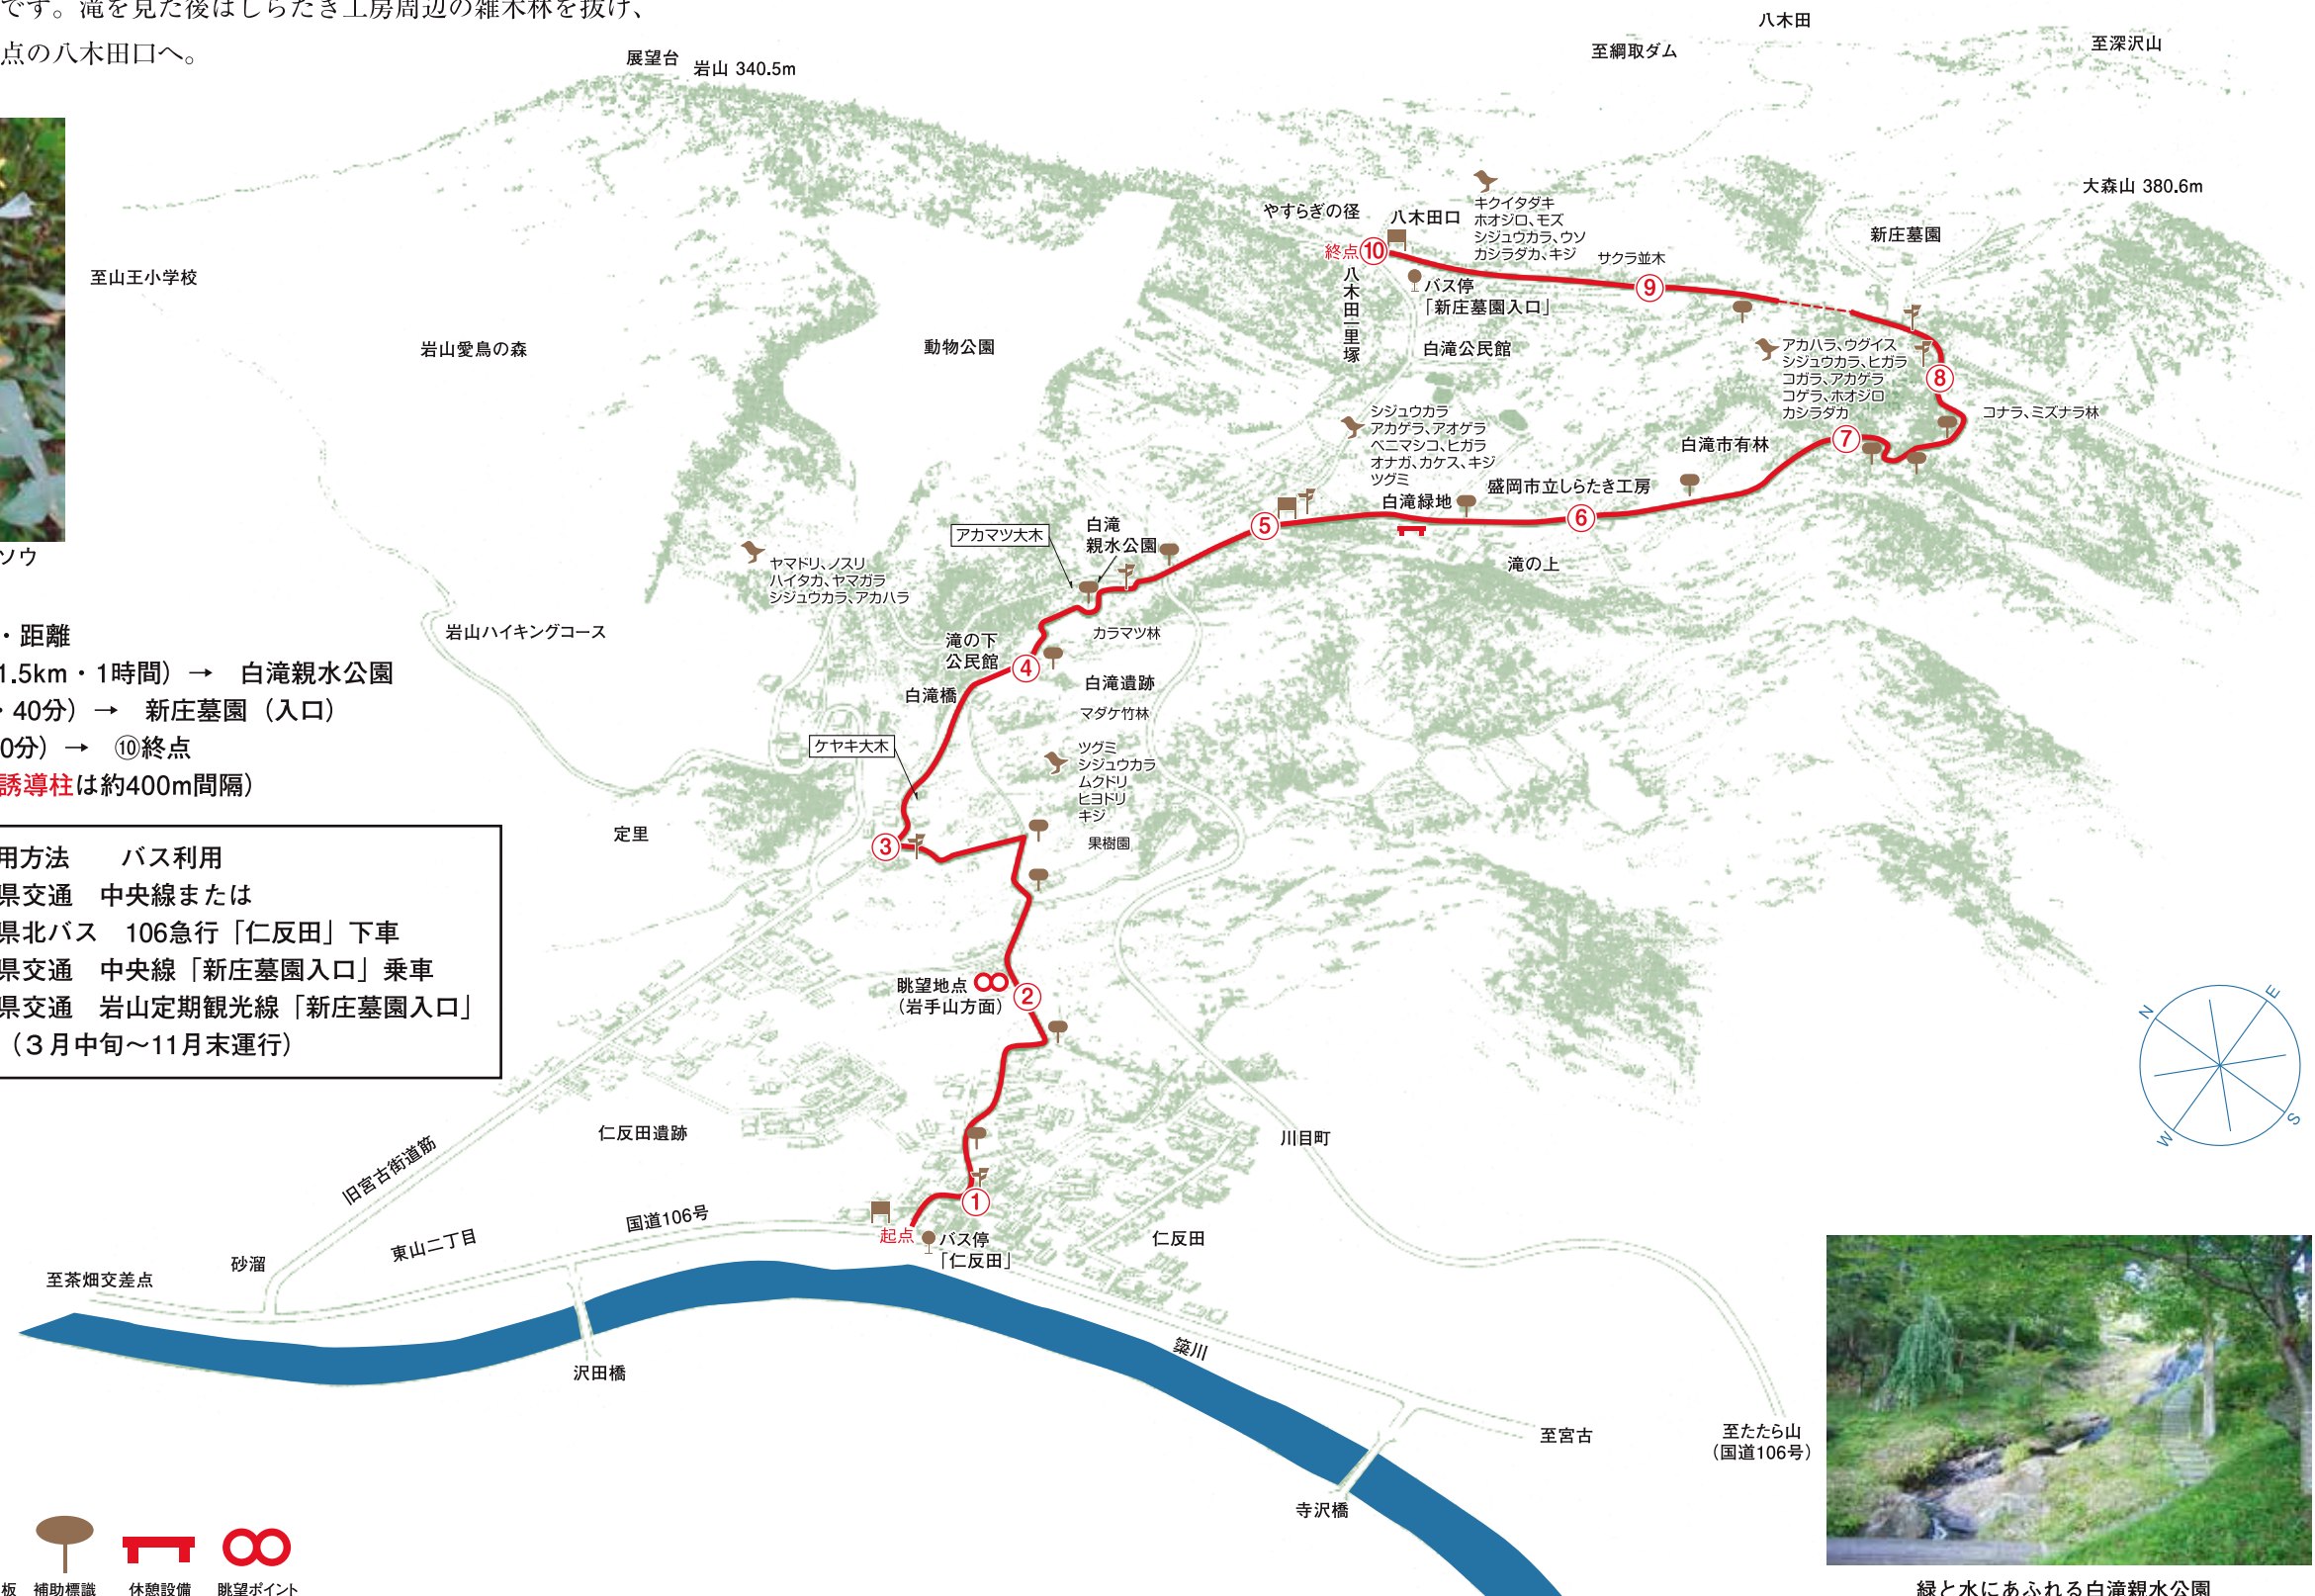 です。滝を見た後はしらたき工房周辺の雑木林を抜け、
点の八木田口へ。
ソウ
・距離
1.5km・1時間）→　白滝親水公園
・40分）→　新庄墓園（入口）
0分）→　⑩終点
誘導柱は約400m間隔）
用方法　　バス利用
県交通　中央線または
県北バス　106急行「仁反田」下車
県交通　中央線「新庄墓園入口」乗車
県交通　岩山定期観光線「新庄墓園入口」
（３月中旬〜11月末運行）
八木田
至綱取ダム
至深沢山
展望台
岩山 340.5m
大森山 380.6m
やすらぎの径
八木田口
キクイタダキ
ホオジロ、モズ
シジュウカラ、ウソ
カシラダカ、キジ
サクラ並木
新庄墓園
終点
⑩
⑨
八木田一里塚
バス停
「新庄墓園入口」
白滝公民館
至山王小学校
岩山愛鳥の森
動物公園
アカハラ、ウグイス
シジュウカラ、ヒガラ
コガラ、アカゲラ
コゲラ、ホオジロ
カシラダカ
⑧
コナラ、ミズナラ林
シジュウカラ
アカゲラ、アオゲラ
ベニマシコ、ヒガラ
オナガ、カケス、キジ
ツグミ
白滝市有林
⑦
白滝緑地
盛岡市立しらたき工房
⑤
⑥
滝の上
アカマツ大木
白滝
親水公園
ヤマドリ、ノスリ
ハイタカ、ヤマガラ
シジュウカラ、アカハラ
岩山ハイキングコース
滝の下
公民館
④
カラマツ林
白滝橋
白滝遺跡
マダケ竹林
ケヤキ大木
ツグミ
シジュウカラ
ムクドリ
ヒヨドリ
キジ
定里
③
果樹園
眺望地点
（岩手山方面）
②
N
E
S
W
仁反田遺跡
川目町
旧宮古街道筋
①
国道106号
起点
バス停
「仁反田」
仁反田
東山二丁目
砂溜
至茶畑交差点
沢田橋
簗川
至宮古
至たたら山
（国道106号）
寺沢橋
板
補助標識
休憩設備
眺望ポイント
緑と水にあふれる白滝親水公園